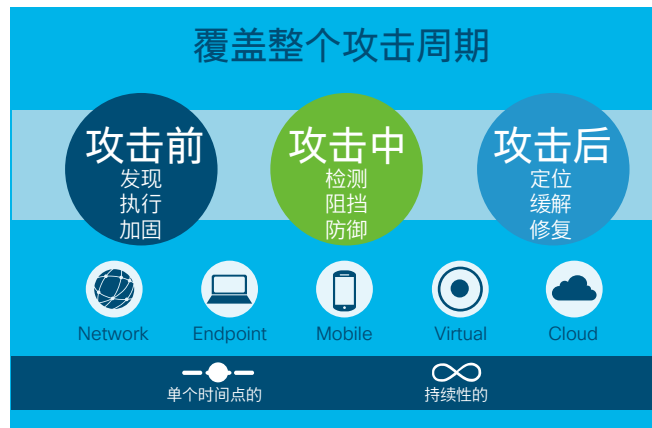 覆盖整个攻击周期
攻击前
发现
执行
加固
攻击中
检测
阻挡
防御
攻击后
定位
缓解
修复
Network
Endpoint
Mobile
Virtual
Cloud
单个时间点的
持续性的